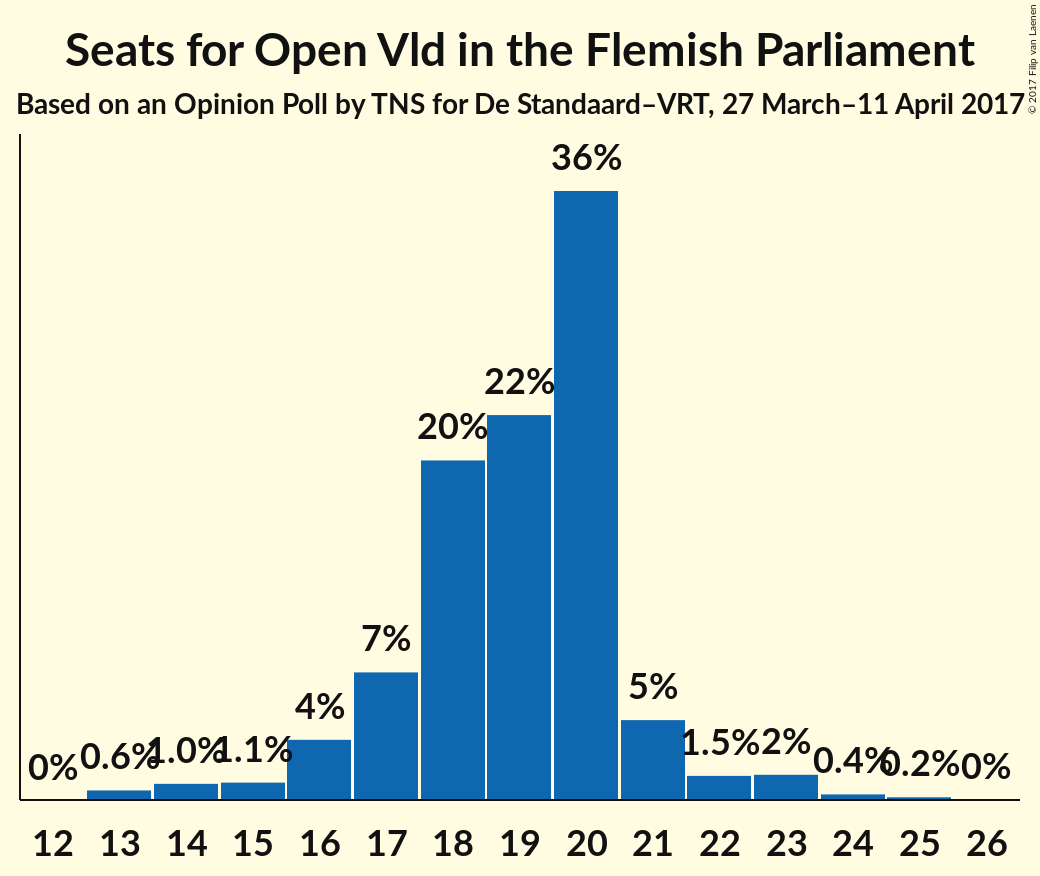 Seats for Open Vld in the Flemish Parliament
Based on an Opinion Poll by TNS for De Standaard–VRT, 27 March–11 April 2017
© 2017 Filip van Laenen
0% 0.6% 1.0% 1.1% 4% 7% 20% 22% 36% 5% 1.5% 2% 0.4% 0.2% 0%
12 13 14 15 16 17 18 19 20 21 22 23 24 25 26